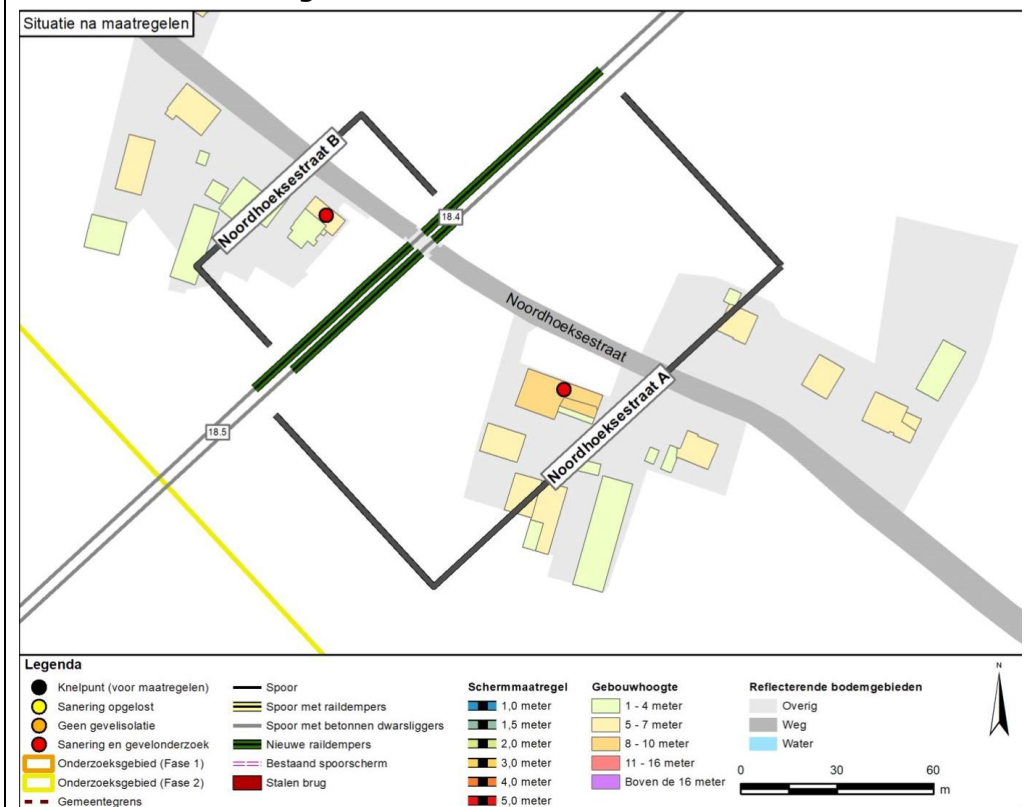 Situatie na maatregelen
Noordhoeksestraat B
18.4
Noordhoeksestraat
Noordhoeksestraat A
18.5
Legenda
Knelpunt (voor maatregelen)
Sanering opgelost
Geen gevelisolatie
Sanering en gevelonderzoek
Onderzoeksgebied (Fase 1)
Onderzoeksgebied (Fase 2)
Gemeentegrens
Spoor
Spoor met raildempers
Spoor met betonnen dwarsliggers
Nieuwe raildempers
Bestaand spoorscherm
Stalen brug
Schermmaatregel
1,0 meter
1,5 meter
2,0 meter
3,0 meter
4,0 meter
5,0 meter
Gebouwhoogte
1 - 4 meter
5 - 7 meter
8 - 10 meter
11 - 16 meter
Boven de 16 meter
Reflecterende bodemgebieden
Overig
Weg
Water
N
0 30 60
m